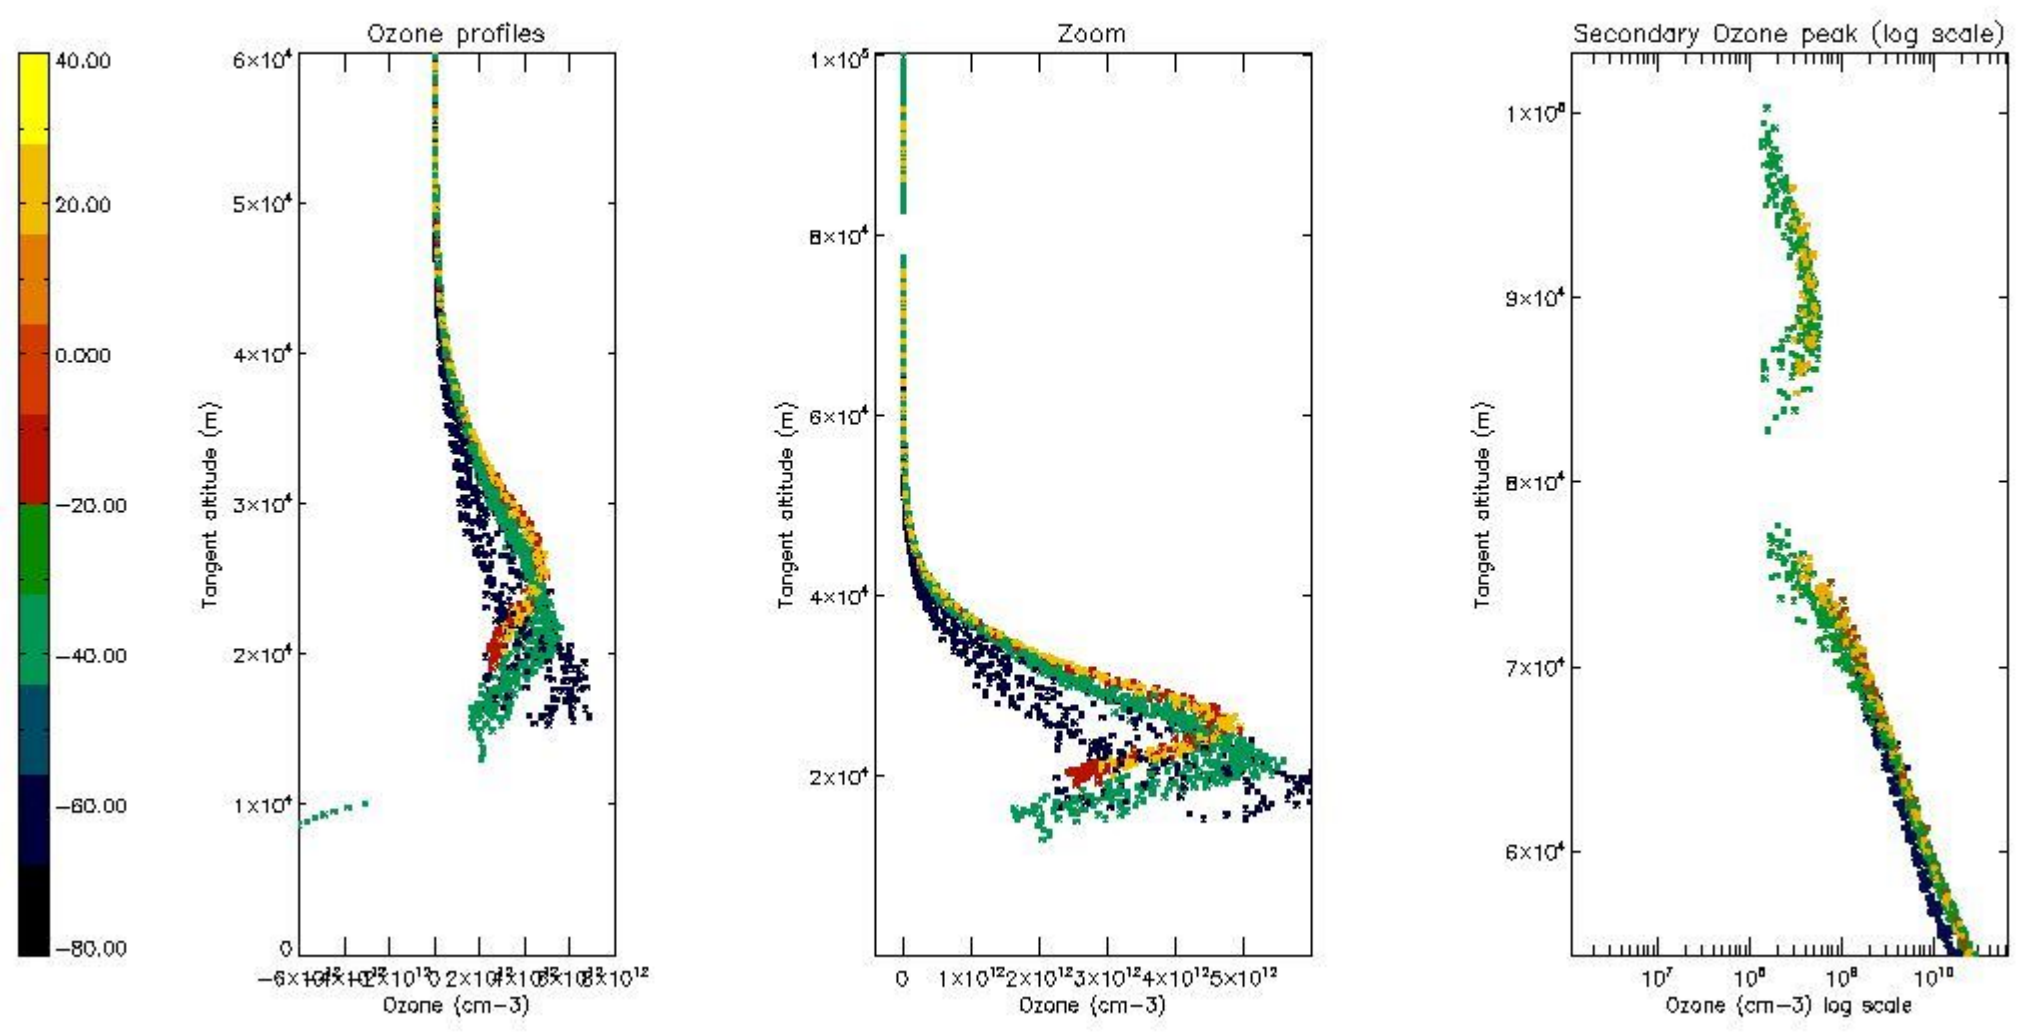 Ozone profiles
Zoom
Secondary Ozone peak (log scale)
40.00
20.00
0.000
−20.00
−40.00
−60.00
−80.00
6×10⁴
5×10⁴
4×10⁴
3×10⁴
2×10⁴
1×10⁴
0
Tangent altitude (m)
0
Ozone (cm−3)
1×10⁵
8×10⁴
6×10⁴
4×10⁴
2×10⁴
Tangent altitude (m)
0 1×10¹² 2×10¹² 3×10¹² 4×10¹² 5×10¹²
Ozone (cm−3)
1×10⁵
9×10⁴
8×10⁴
7×10⁴
6×10⁴
Tangent altitude (m)
10⁷ 10⁸ 10⁹ 10¹⁰
Ozone (cm−3) log scale